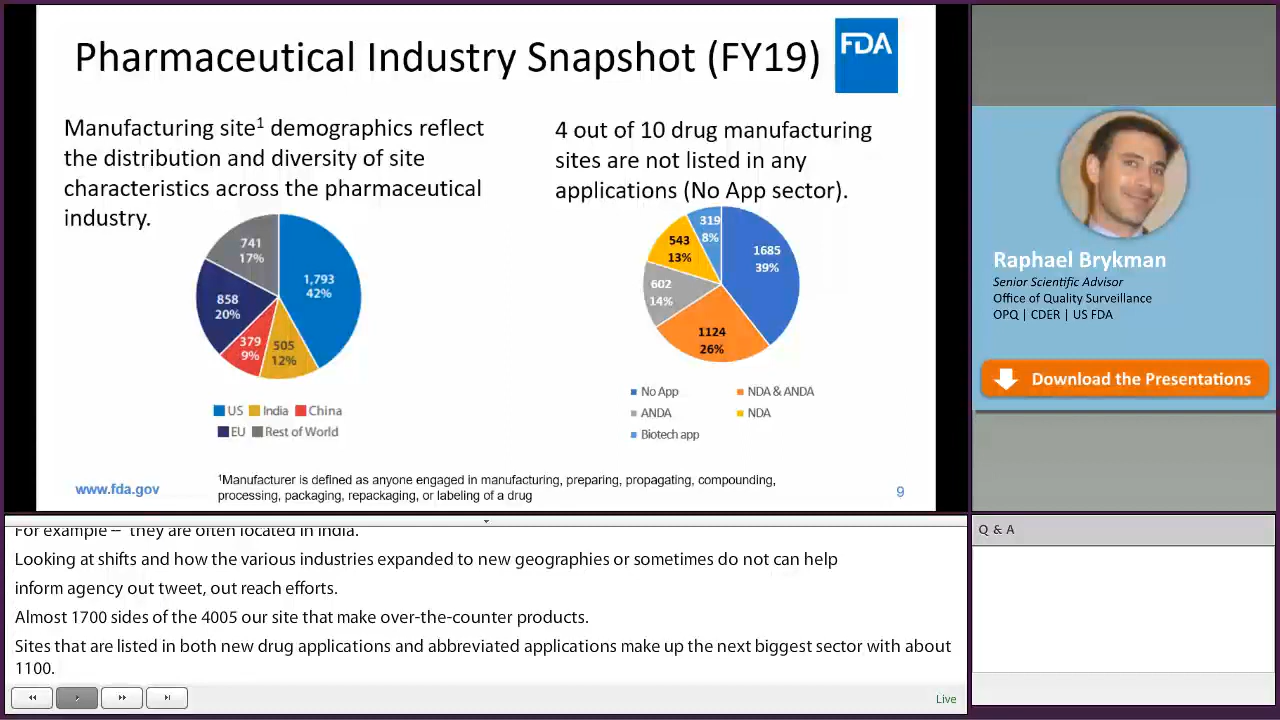 Pharmaceutical Industry Snapshot (FY19)
FDA
Manufacturing site1 demographics reflect
the distribution and diversity of site
characteristics across the pharmaceutical
industry.
741
17%
1,793
42%
858
20%
379
9%
505
12%
US India China
EU Rest of World
4 out of 10 drug manufacturing
sites are not listed in any
applications (No App sector).
319
8%
543
13%
1685
39%
602
14%
1124
26%
No App NDA & ANDA
ANDA NDA
Biotech app
1Manufacturer is defined as anyone engaged in manufacturing, preparing, propagating, compounding,
processing, packaging, repackaging, or labeling of a drug
www.fda.gov
9
Raphael Brykman
Senior Scientific Advisor
Office of Quality Surveillance
OPQ | CDER | US FDA
Download the Presentations
For example -- they are often located in India.
Looking at shifts and how the various industries expanded to new geographies or sometimes do not can help
inform agency out tweet, out reach efforts.
Almost 1700 sides of the 4005 our site that make over-the-counter products.
Sites that are listed in both new drug applications and abbreviated applications make up the next biggest sector with about
1100.
Live
Q & A